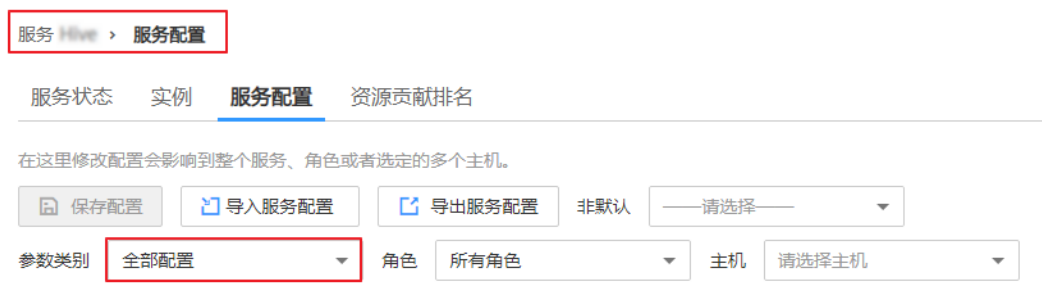 服务 Hive › 服务配置
服务状态 实例 服务配置 资源贡献排名
在这里修改配置会影响到整个服务、角色或者选定的多个主机。
保存配置 导入服务配置 导出服务配置 非默认 ——请选择——
参数类别 全部配置 角色 所有角色 主机 请选择主机